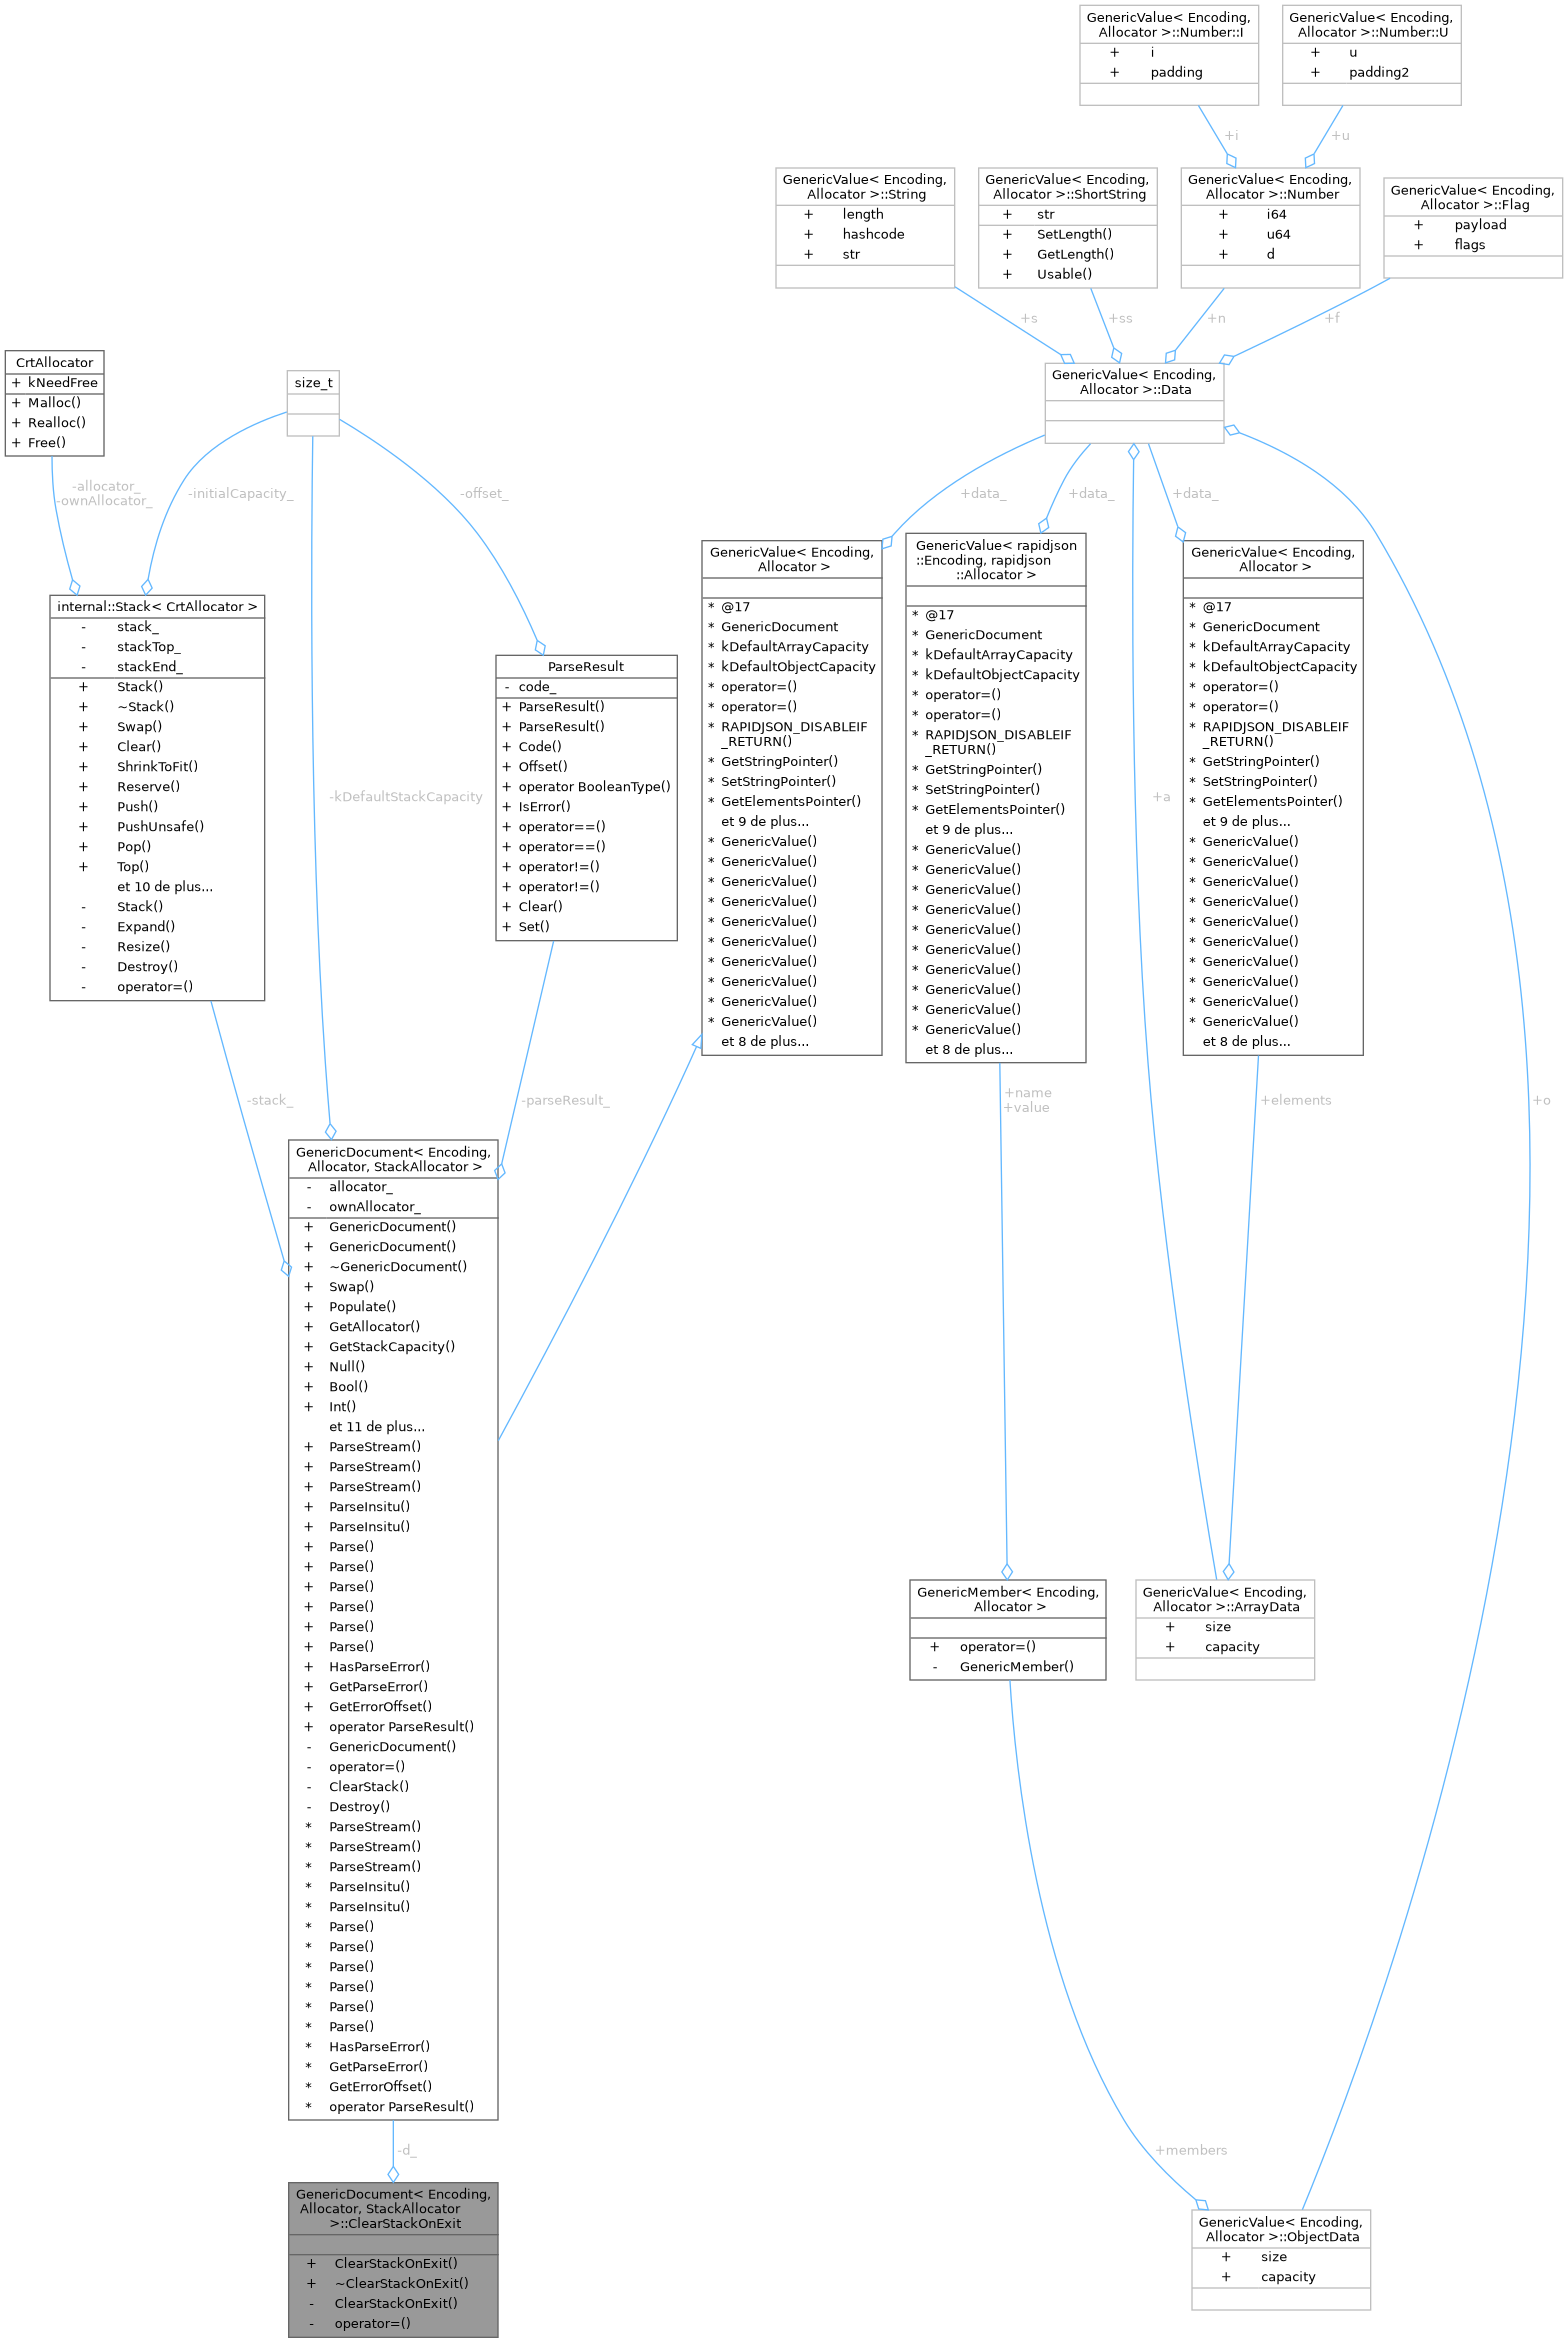 GenericValue< Encoding,
Allocator >::Number::I
+ i
+ padding
GenericValue< Encoding,
Allocator >::Number::U
+ u
+ padding2
+i
+u
GenericValue< Encoding,
Allocator >::String
+ length
+ hashcode
+ str
GenericValue< Encoding,
Allocator >::ShortString
+ str
+ SetLength()
+ GetLength()
+ Usable()
GenericValue< Encoding,
Allocator >::Number
+ i64
+ u64
+ d
GenericValue< Encoding,
Allocator >::Flag
+ payload
+ flags
+s
+ss
+n
+f
CrtAllocator
+ kNeedFree
+ Malloc()
+ Realloc()
+ Free()
size_t
GenericValue< Encoding,
Allocator >::Data
-allocator_
-ownAllocator_
-initialCapacity_
-offset_
+data_
+data_
+data_
internal::Stack< CrtAllocator >
- stack_
- stackTop_
- stackEnd_
+ Stack()
+ ~Stack()
+ Swap()
+ Clear()
+ ShrinkToFit()
+ Reserve()
+ Push()
+ PushUnsafe()
+ Pop()
+ Top()
et 10 de plus...
- Stack()
- Expand()
- Resize()
- Destroy()
- operator=()
-kDefaultStackCapacity
ParseResult
- code_
+ ParseResult()
+ ParseResult()
+ Code()
+ Offset()
+ operator BooleanType()
+ IsError()
+ operator==()
+ operator==()
+ operator!=()
+ operator!=()
+ Clear()
+ Set()
GenericValue< Encoding,
Allocator >
* @17
* GenericDocument
* kDefaultArrayCapacity
* kDefaultObjectCapacity
* operator=()
* operator=()
* RAPIDJSON_DISABLEIF
_RETURN()
* GetStringPointer()
* SetStringPointer()
* GetElementsPointer()
et 9 de plus...
* GenericValue()
* GenericValue()
* GenericValue()
* GenericValue()
* GenericValue()
* GenericValue()
* GenericValue()
* GenericValue()
* GenericValue()
* GenericValue()
et 8 de plus...
GenericValue< rapidjson
::Encoding, rapidjson
::Allocator >
* @17
* GenericDocument
* kDefaultArrayCapacity
* kDefaultObjectCapacity
* operator=()
* operator=()
* RAPIDJSON_DISABLEIF
_RETURN()
* GetStringPointer()
* SetStringPointer()
* GetElementsPointer()
et 9 de plus...
* GenericValue()
* GenericValue()
* GenericValue()
* GenericValue()
* GenericValue()
* GenericValue()
* GenericValue()
* GenericValue()
* GenericValue()
* GenericValue()
et 8 de plus...
+a
GenericValue< Encoding,
Allocator >
* @17
* GenericDocument
* kDefaultArrayCapacity
* kDefaultObjectCapacity
* operator=()
* operator=()
* RAPIDJSON_DISABLEIF
_RETURN()
* GetStringPointer()
* SetStringPointer()
* GetElementsPointer()
et 9 de plus...
* GenericValue()
* GenericValue()
* GenericValue()
* GenericValue()
* GenericValue()
* GenericValue()
* GenericValue()
* GenericValue()
* GenericValue()
* GenericValue()
et 8 de plus...
-stack_
-parseResult_
+name
+value
+elements
+o
GenericDocument< Encoding,
Allocator, StackAllocator >
- allocator_
- ownAllocator_
+ GenericDocument()
+ GenericDocument()
+ ~GenericDocument()
+ Swap()
+ Populate()
+ GetAllocator()
+ GetStackCapacity()
+ Null()
+ Bool()
+ Int()
et 11 de plus...
+ ParseStream()
+ ParseStream()
+ ParseStream()
+ ParseInsitu()
+ ParseInsitu()
+ Parse()
+ Parse()
+ Parse()
+ Parse()
+ Parse()
+ Parse()
+ HasParseError()
+ GetParseError()
+ GetErrorOffset()
+ operator ParseResult()
- GenericDocument()
- operator=()
- ClearStack()
- Destroy()
* ParseStream()
* ParseStream()
* ParseStream()
* ParseInsitu()
* ParseInsitu()
* Parse()
* Parse()
* Parse()
* Parse()
* Parse()
* Parse()
* HasParseError()
* GetParseError()
* GetErrorOffset()
* operator ParseResult()
GenericMember< Encoding,
Allocator >
+ operator=()
- GenericMember()
GenericValue< Encoding,
Allocator >::ArrayData
+ size
+ capacity
-d_
+members
GenericDocument< Encoding,
Allocator, StackAllocator
>::ClearStackOnExit
+ ClearStackOnExit()
+ ~ClearStackOnExit()
- ClearStackOnExit()
- operator=()
GenericValue< Encoding,
Allocator >::ObjectData
+ size
+ capacity